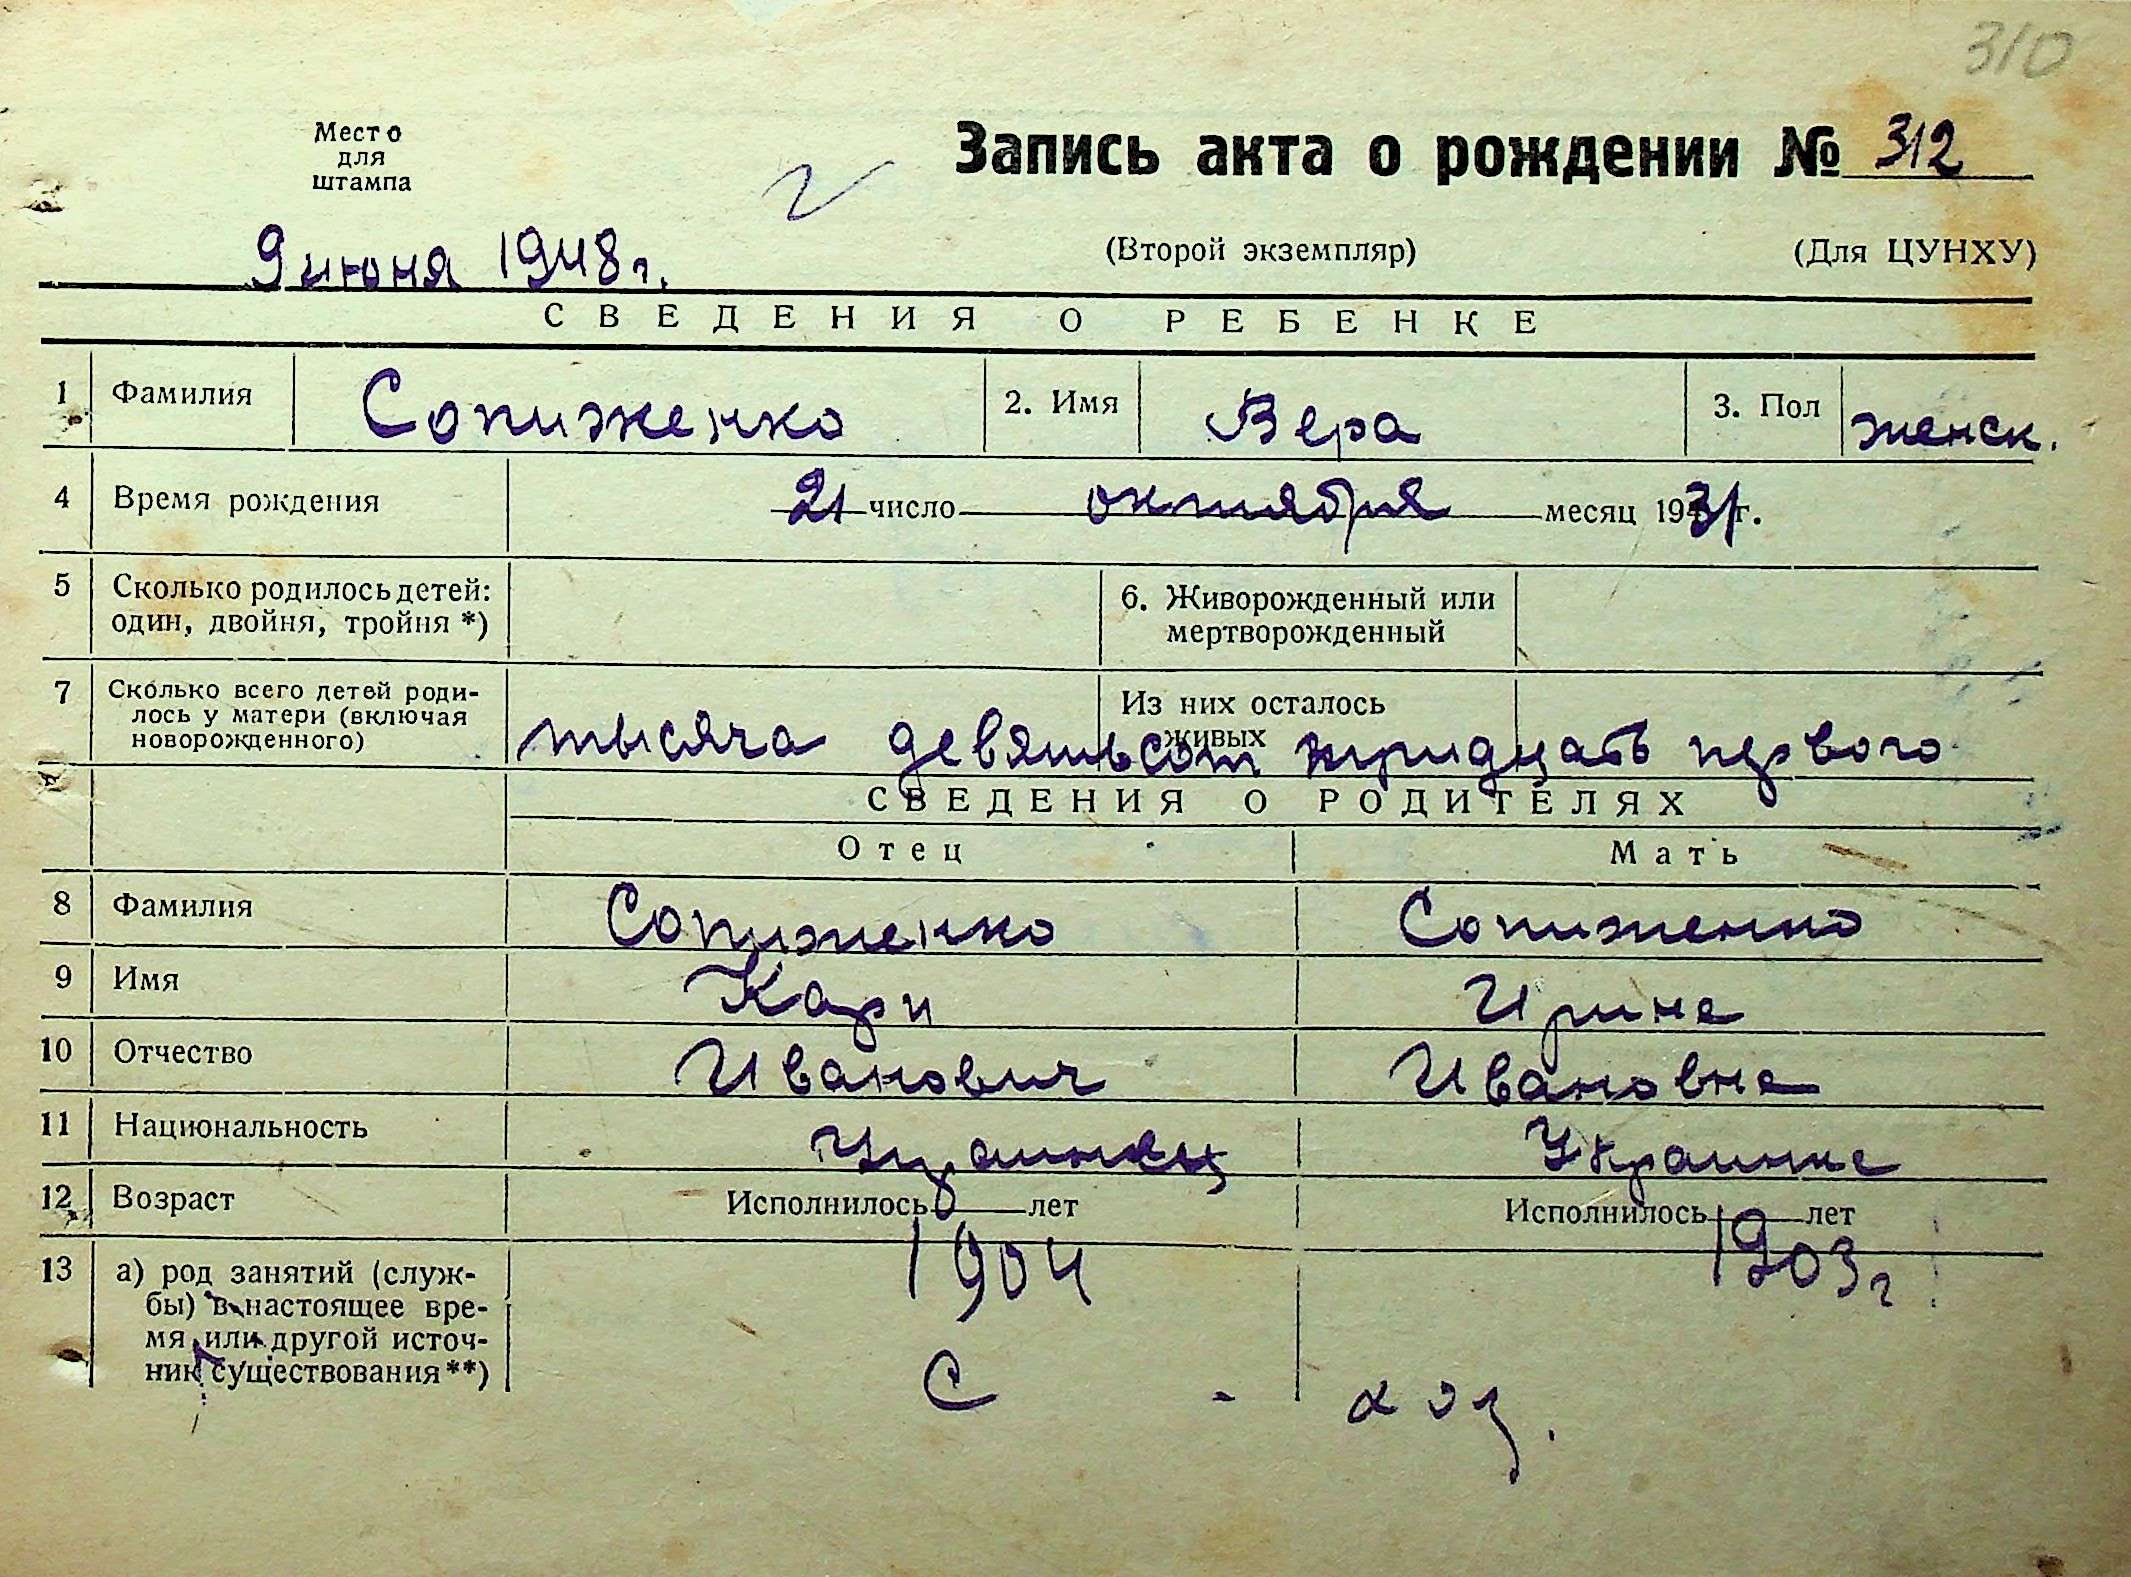 310
Место
для
штампа
Запись акта о рождении № 312
9 июня 1948 г.
(Второй экземпляр) (Для ЦУНХУ)
СВЕДЕНИЯ О РЕБЕНКЕ
1 Фамилия Сопиженко 2. Имя Вера 3. Пол женск.
4 Время рождения 21 число октября месяц 1931 г.
5 Сколько родилось детей: 6. Живорожденный или
один, двойня, тройня *) мертворожденный
7 Сколько всего детей роди- Из них осталось
лось у матери (включая живых
новорожденного) тысяча девятьсот тридцать первого
СВЕДЕНИЯ О РОДИТЕЛЯХ
Отец Мать
8 Фамилия Сопиженко Сопиженко
9 Имя Карп Ирина
10 Отчество Иванович Ивановна
11 Национальность Украинец Украинка
12 Возраст Исполнилось лет Исполнилось лет
1904 1903 г
13 а) род занятий (служ-
бы) в настоящее вре-
мя или другой источ-
ник существования **) С - хоз.